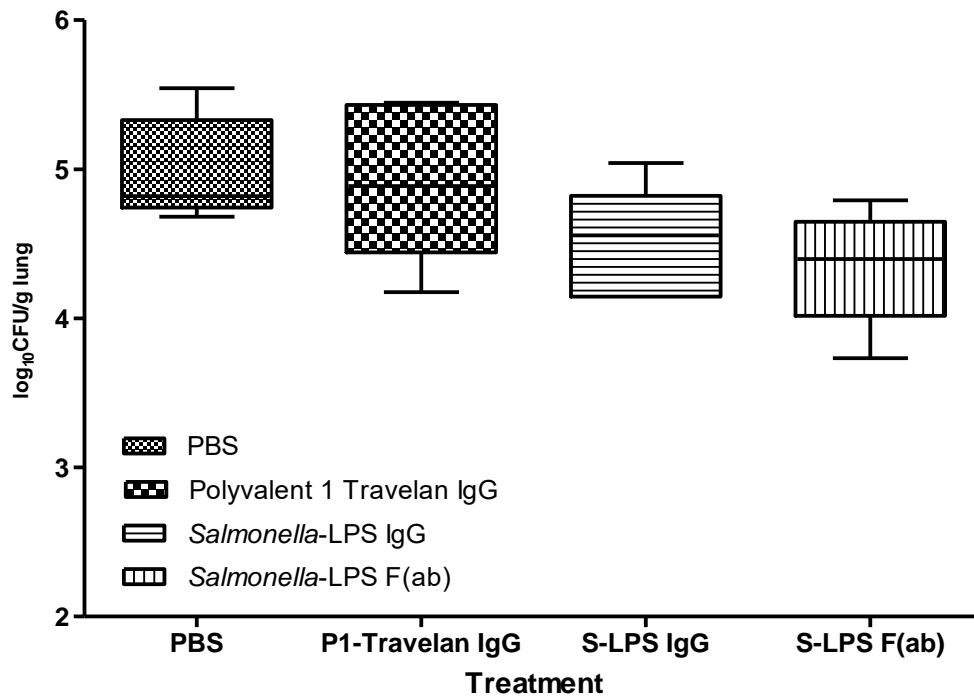 6
5
4
3
2
log₁₀CFU/g lung
PBS
Polyvalent 1 Travelan IgG
Salmonella-LPS IgG
Salmonella-LPS F(ab)
PBS P1-Travelan IgG S-LPS IgG S-LPS F(ab)
Treatment